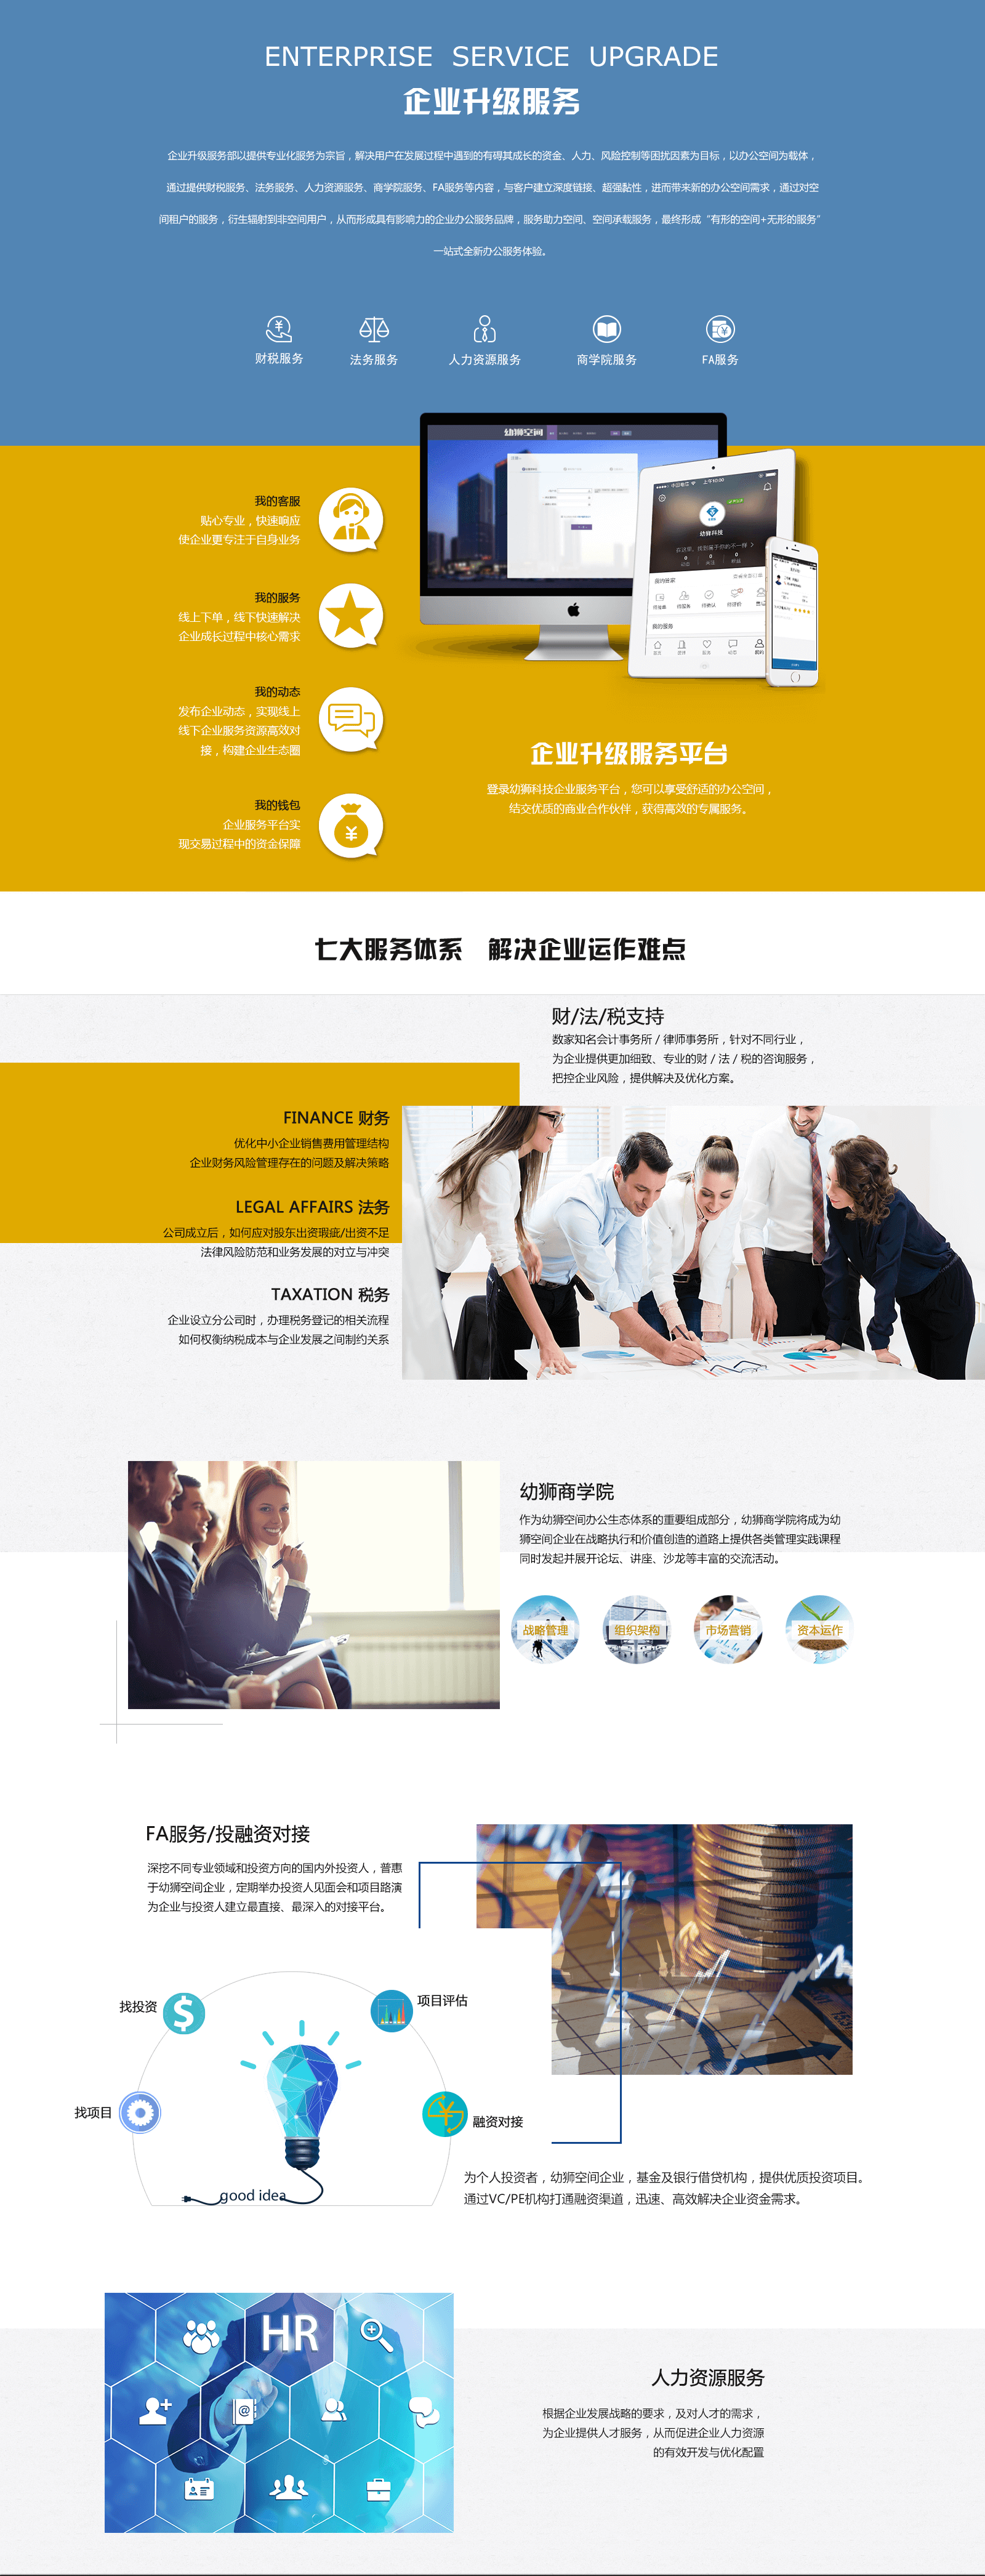 ENTERPRISE SERVICE UPGRADE
企业升级服务
企业升级服务部以提供专业化服务为宗旨，解决用户在发展过程中遇到的有碍其成长的资金、人力、风险控制等困扰因素为目标，以办公空间为载体，
通过提供财税服务、法务服务、人力资源服务、商学院服务、FA服务等内容，与客户建立深度链接、超强黏性，进而带来新的办公空间需求，通过对空
间租户的服务，衍生辐射到非空间用户，从而形成具有影响力的企业办公服务品牌，服务助力空间、空间承载服务，最终形成“有形的空间+无形的服务”
一站式全新办公服务体验。
财税服务
法务服务
人力资源服务
商学院服务
FA服务
幼狮空间
上午10:00
幼狮科技
在这里，找到属于你的不一样 >
我的客服
贴心专业，快速响应
使企业更专注于自身业务
我的服务
线上下单，线下快速解决
企业成长过程中核心需求
我的服务
我的动态
发布企业动态，实现线上
线下企业服务资源高效对
接，构建企业生态圈
我的钱包
企业服务平台实
现交易过程中的资金保障
企业升级服务平台
登录幼狮科技企业服务平台，您可以享受舒适的办公空间，
结交优质的商业合作伙伴，获得高效的专属服务。
七大服务体系 解决企业运作难点
财/法/税支持
数家知名会计事务所 / 律师事务所，针对不同行业，
为企业提供更加细致、专业的财 / 法 / 税的咨询服务，
把控企业风险，提供解决及优化方案。
FINANCE 财务
优化中小企业销售费用管理结构
企业财务风险管理存在的问题及解决策略
LEGAL AFFAIRS 法务
公司成立后，如何应对股东出资瑕疵/出资不足
法律风险防范和业务发展的对立与冲突
TAXATION 税务
企业设立分公司时，办理税务登记的相关流程
如何权衡纳税成本与企业发展之间制约关系
幼狮商学院
作为幼狮空间办公生态体系的重要组成部分，幼狮商学院将成为幼
狮空间企业在战略执行和价值创造的道路上提供各类管理实践课程
同时发起并展开论坛、讲座、沙龙等丰富的交流活动。
战略管理
组织架构
市场营销
资本运作
FA服务/投融资对接
深挖不同专业领域和投资方向的国内外投资人，普惠
于幼狮空间企业，定期举办投资人见面会和项目路演
为企业与投资人建立最直接、最深入的对接平台。
找投资
项目评估
找项目
融资对接
good idea
为个人投资者，幼狮空间企业，基金及银行借贷机构，提供优质投资项目。
通过VC/PE机构打通融资渠道，迅速、高效解决企业资金需求。
HR
人力资源服务
根据企业发展战略的要求，及对人才的需求，
为企业提供人才服务，从而促进企业人力资源
的有效开发与优化配置